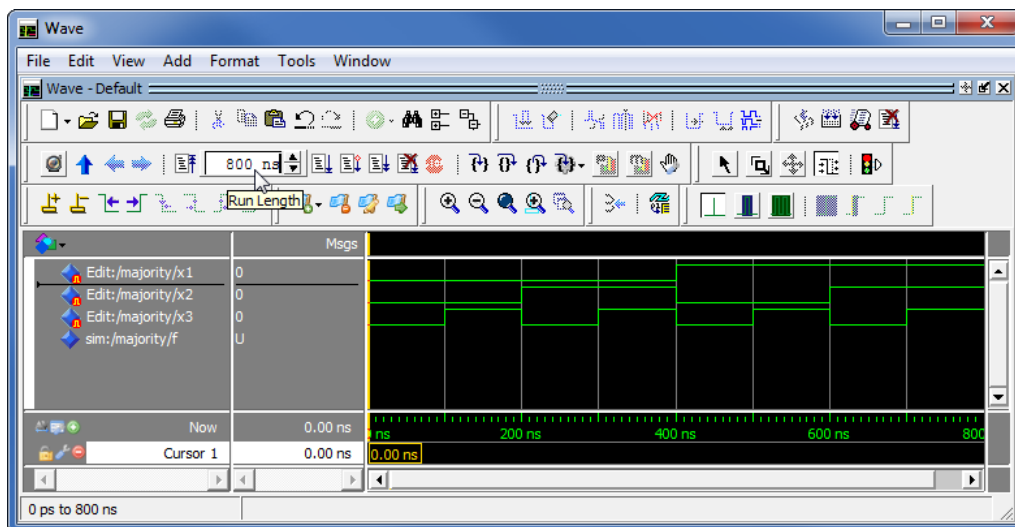 Wave
File Edit View Add Format Tools Window
Wave - Default
800 ns
Run Length
Msgs
Edit:/majority/x1 0
Edit:/majority/x2 0
Edit:/majority/x3 0
sim:/majority/f U
Now 0.00 ns
ns 200 ns 400 ns 600 ns 800
Cursor 1 0.00 ns 0.00 ns
0 ps to 800 ns